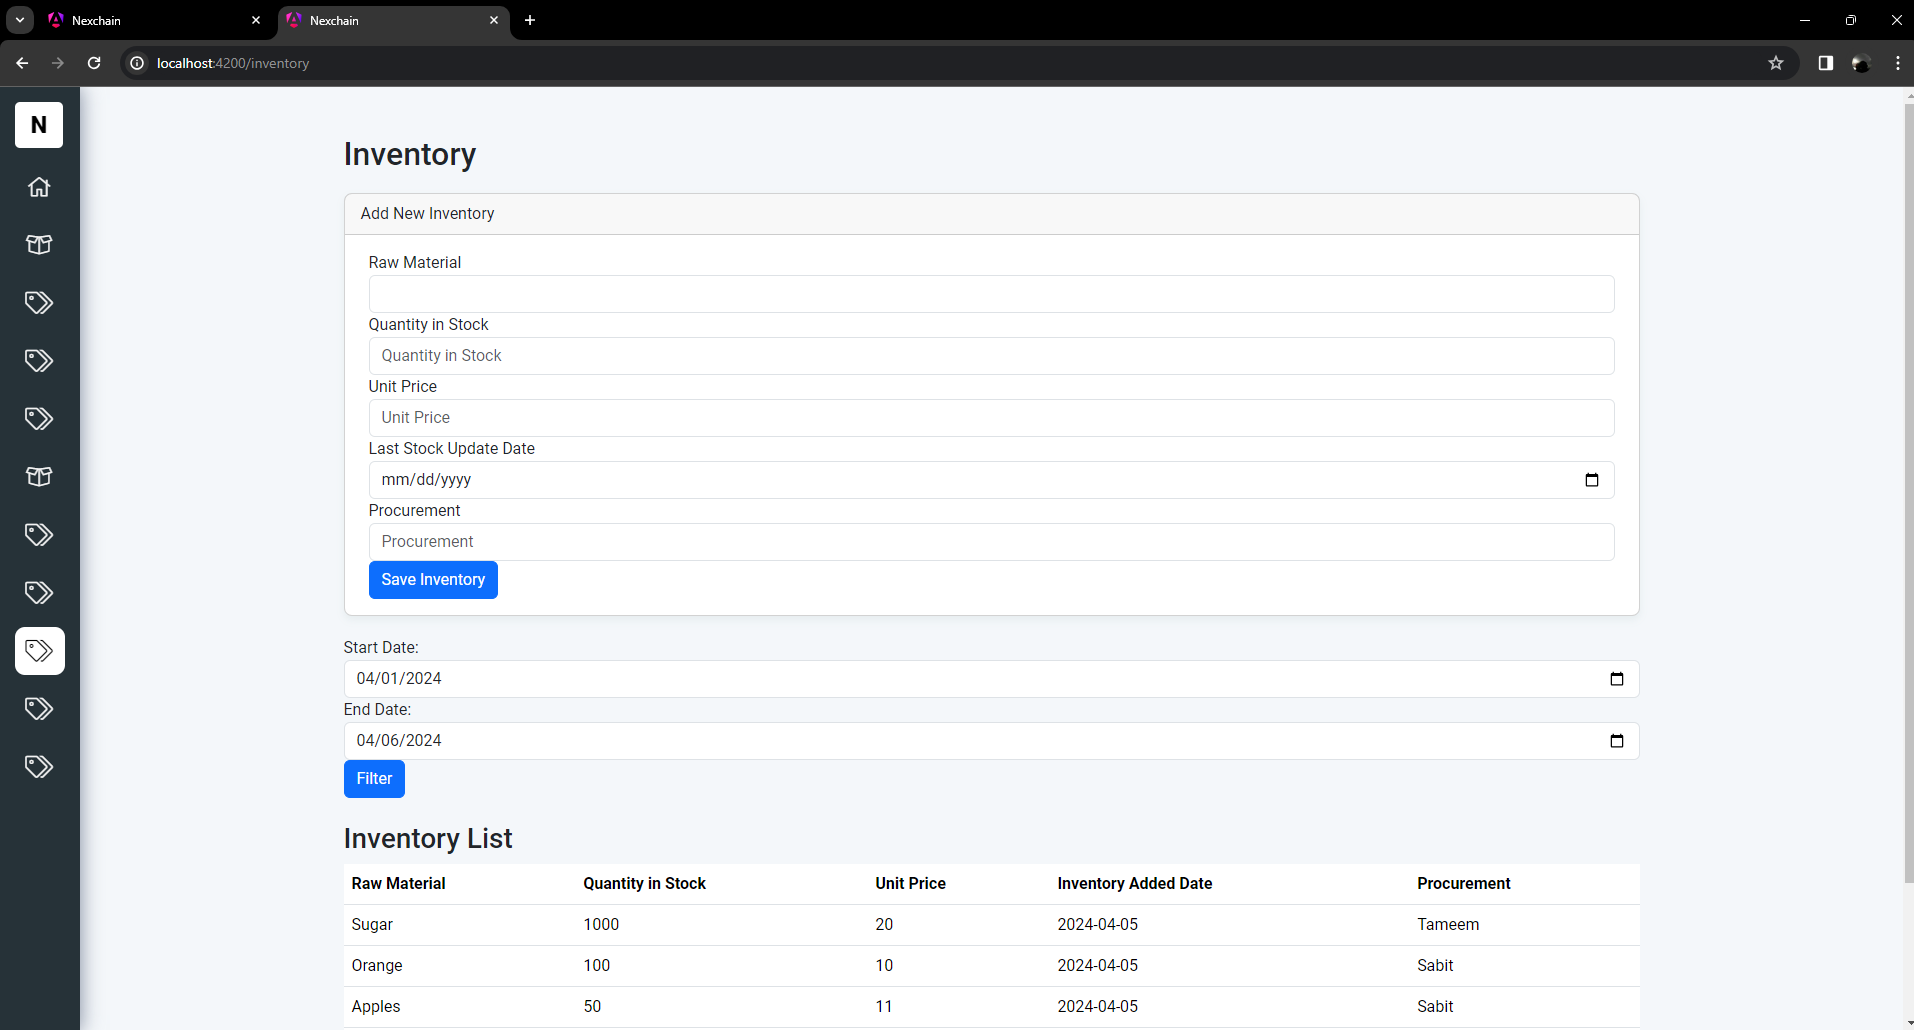 Nexchain
Nexchain
localhost:4200/inventory
N
Inventory
Add New Inventory
Raw Material
Quantity in Stock
Quantity in Stock
Unit Price
Unit Price
Last Stock Update Date
mm/dd/yyyy
Procurement
Procurement
Save Inventory
Start Date:
04/01/2024
End Date:
04/06/2024
Filter
Inventory List
Raw Material Quantity in Stock Unit Price Inventory Added Date Procurement
Sugar 1000 20 2024-04-05 Tameem
Orange 100 10 2024-04-05 Sabit
Apples 50 11 2024-04-05 Sabit